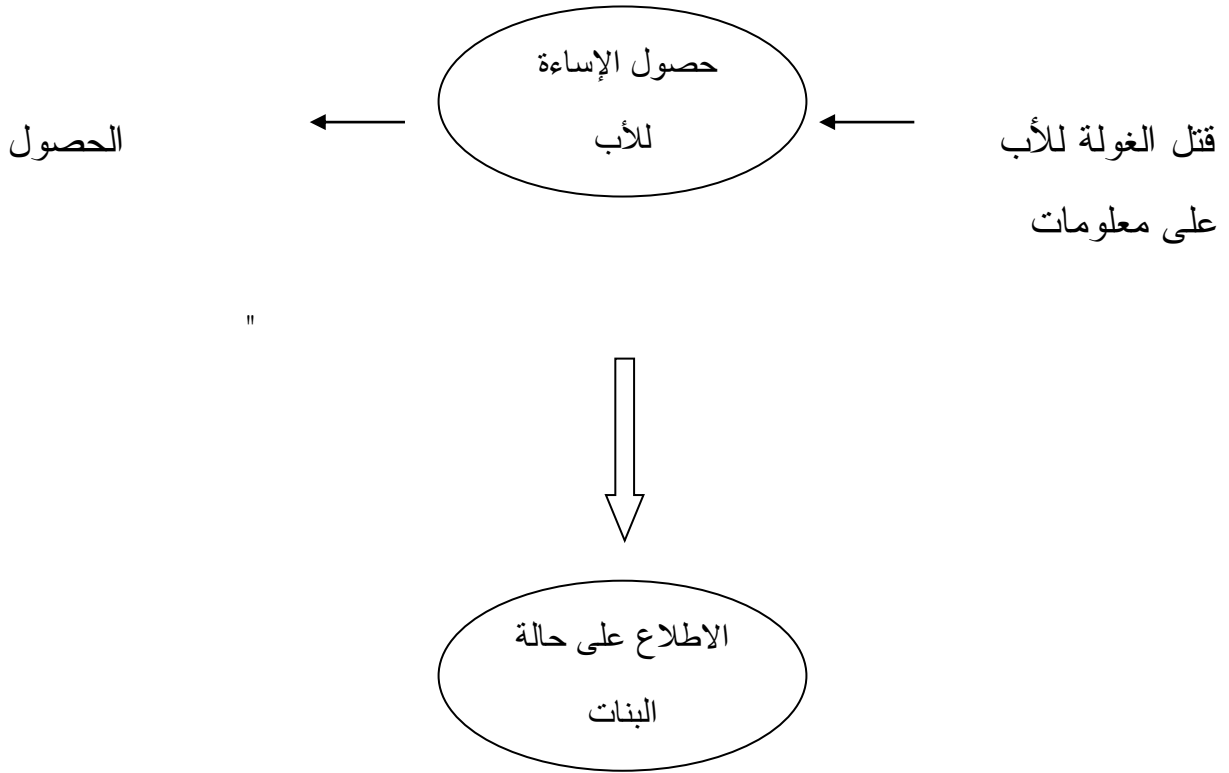 حصول الإساءة
للأب
قتل الغولة للأب
الحصول
على معلومات
"
الاطلاع على حالة
البنات